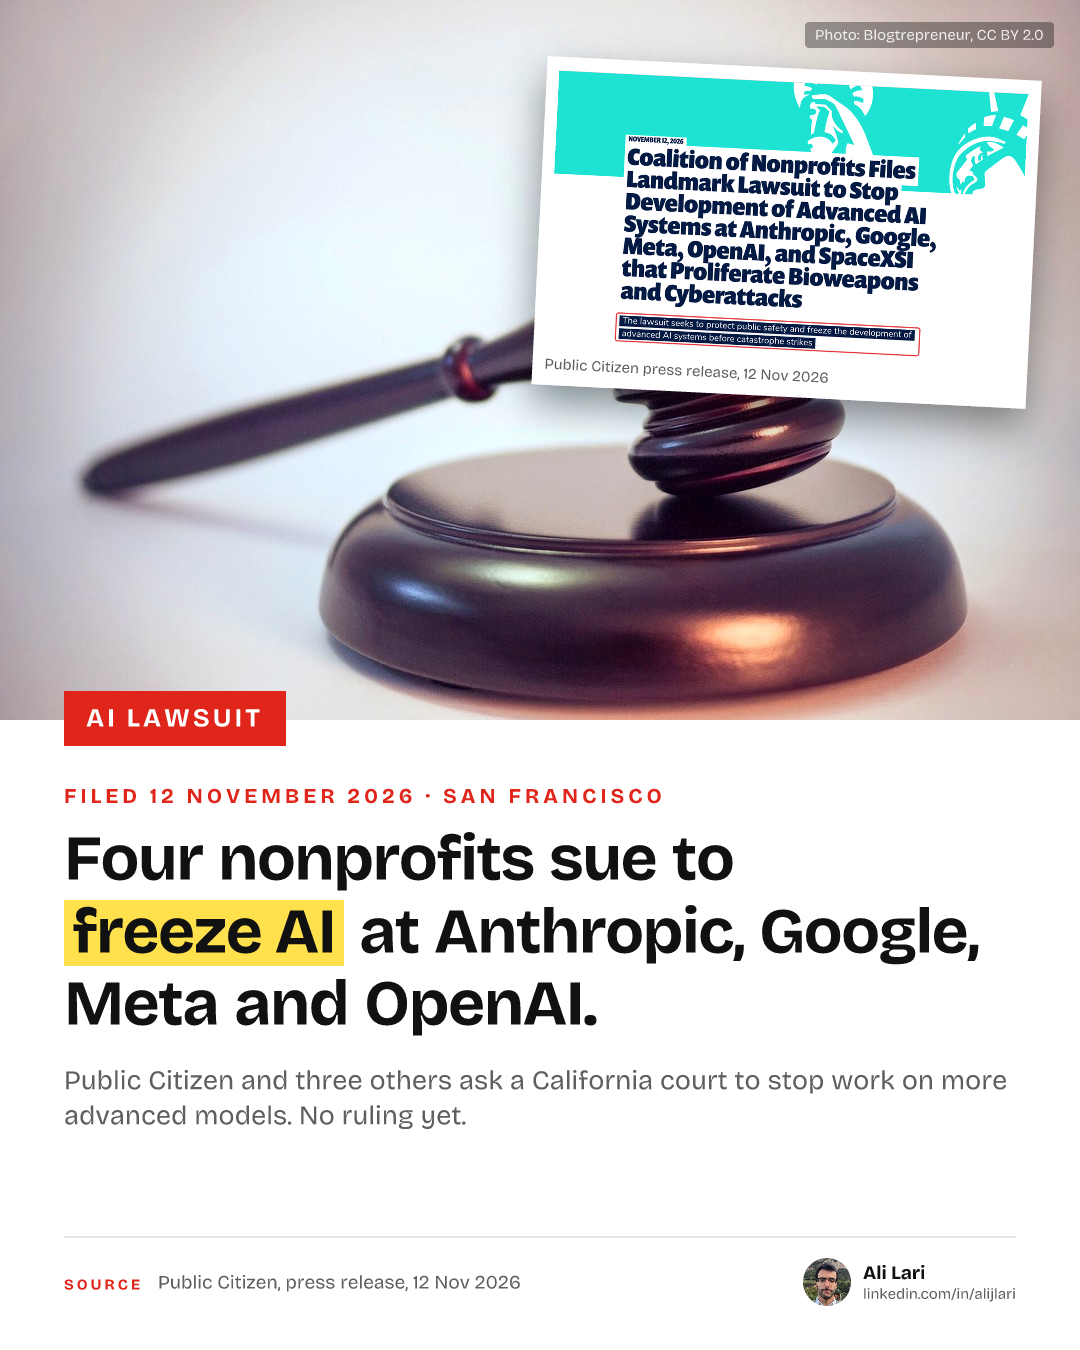 Photo: Blogtrepreneur, CC BY 2.0
NOVEMBER 12, 2026
Coalition of Nonprofits Files
Landmark Lawsuit to Stop
Development of Advanced AI
Systems at Anthropic, Google,
Meta, OpenAI, and SpaceXSI
that Proliferate Bioweapons
and Cyberattacks
The lawsuit seeks to protect public safety and freeze the development of
advanced AI systems before catastrophe strikes
Public Citizen press release, 12 Nov 2026
AI LAWSUIT
FILED 12 NOVEMBER 2026 · SAN FRANCISCO
Four nonprofits sue to
freeze AI at Anthropic, Google,
Meta and OpenAI.
Public Citizen and three others ask a California court to stop work on more
advanced models. No ruling yet.
SOURCE Public Citizen, press release, 12 Nov 2026
Ali Lari
linkedin.com/in/alijlari